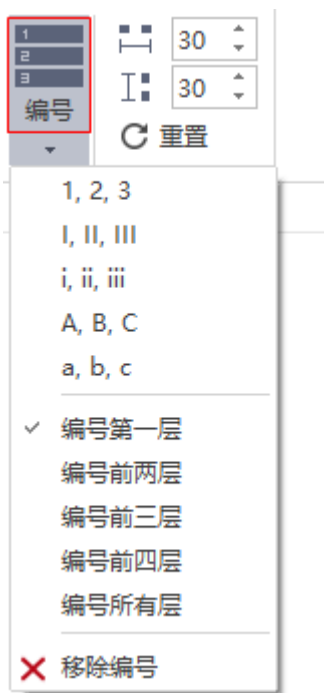 1
2
3
编号
30
30
重置
1, 2, 3
I, II, III
i, ii, iii
A, B, C
a, b, c
编号第一层
编号前两层
编号前三层
编号前四层
编号所有层
移除编号